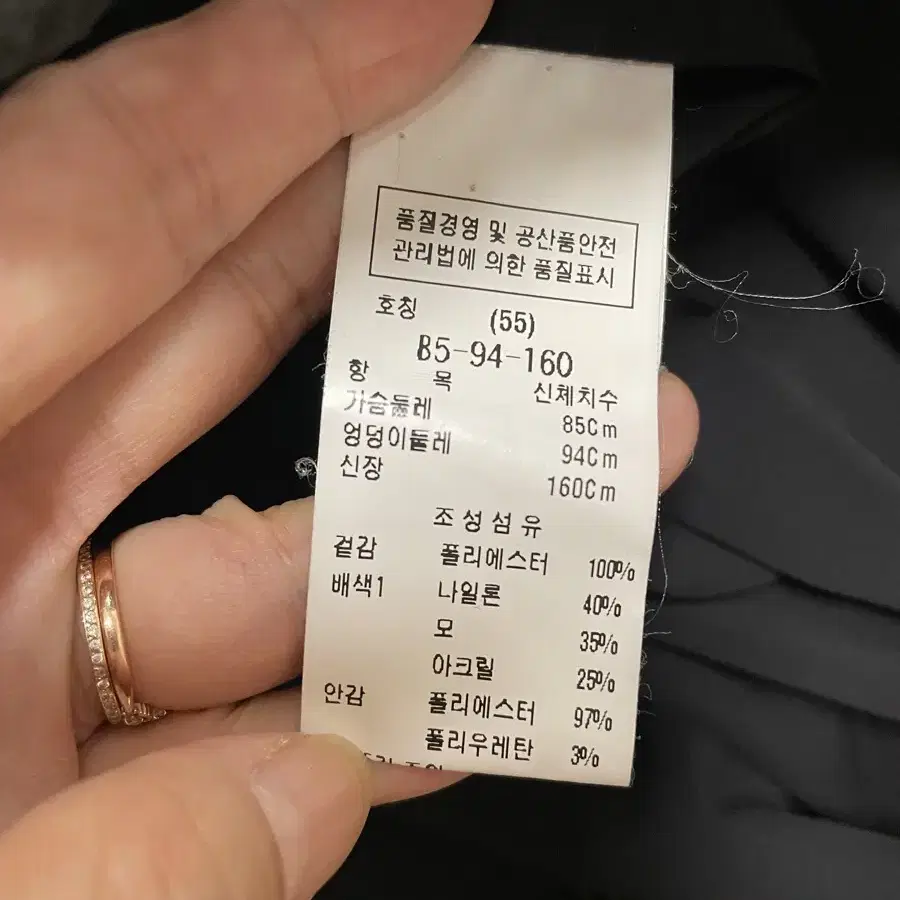 품질경영 및 공산품안전
관리법에 의한 품질표시
호칭 (55)
85-94-160
항 목 신체치수
가슴둘레 85Cm
엉덩이둘레 94Cm
신장 160Cm
조성섬유
겉감 폴리에스터 100%
배색1 나일론 40%
모 35%
아크릴 25%
안감 폴리에스터 97%
폴리우레탄 3%